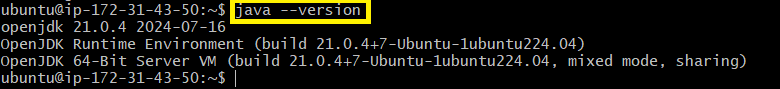 ubuntu@ip-172-31-43-50:~$ java --version
openjdk 21.0.4 2024-07-16
OpenJDK Runtime Environment (build 21.0.4+7-Ubuntu-1ubuntu224.04)
OpenJDK 64-Bit Server VM (build 21.0.4+7-Ubuntu-1ubuntu224.04, mixed mode, sharing)
ubuntu@ip-172-31-43-50:~$